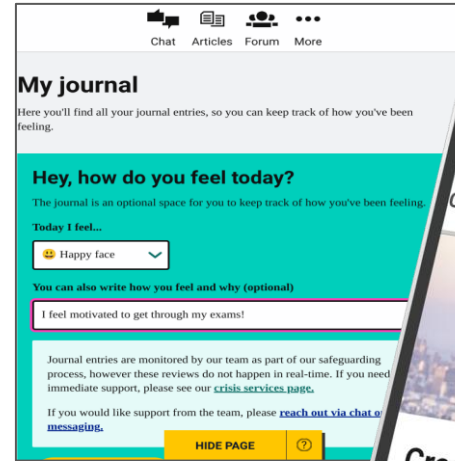 Chat Articles Forum More
My journal
Here you'll find all your journal entries, so you can keep track of how you've been
feeling.
Hey, how do you feel today?
The journal is an optional space for you to keep track of how you've been feeling.
Today I feel...
😃 Happy face
You can also write how you feel and why (optional)
I feel motivated to get through my exams!
Journal entries are monitored by our team as part of our safeguarding
process, however these reviews do not happen in real-time. If you need
immediate support, please see our crisis services page.
If you would like support from the team, please reach out via chat or
messaging.
HIDE PAGE ?